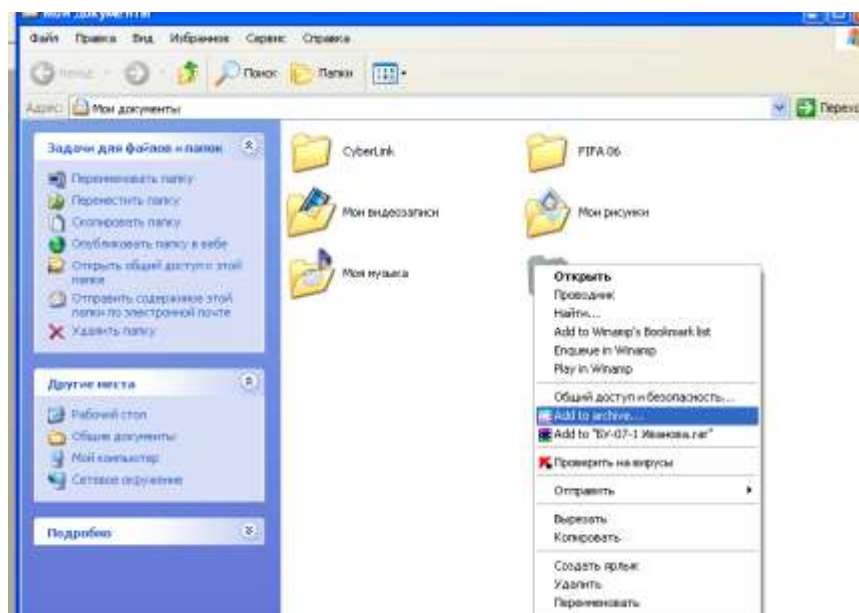 Мои документы
Файл Правка Вид Избранное Сервис Справка
Назад Поиск Папки
Адрес: Мои документы
Задачи для файлов и папок
Переименовать папку
Переместить папку
Скопировать папку
Опубликовать папку в вебе
Открыть общий доступ к этой
папке
Отправить содержимое этой
папки по электронной почте
Удалить папку
Другие места
Рабочий стол
Общие документы
Мой компьютер
Сетевое окружение
Подробно
CyberLink
FIFA 06
Мои видеозаписи
Мои рисунки
Моя музыка
Открыть
Проводник
Найти...
Add to Winamp's Bookmark list
Enqueue in Winamp
Play in Winamp
Общий доступ и безопасность...
Add to archive...
Add to "БУ-07-1 Иванова.rar"
Проверить на вирусы
Отправить
Вырезать
Копировать
Создать ярлык
Удалить
Переименовать